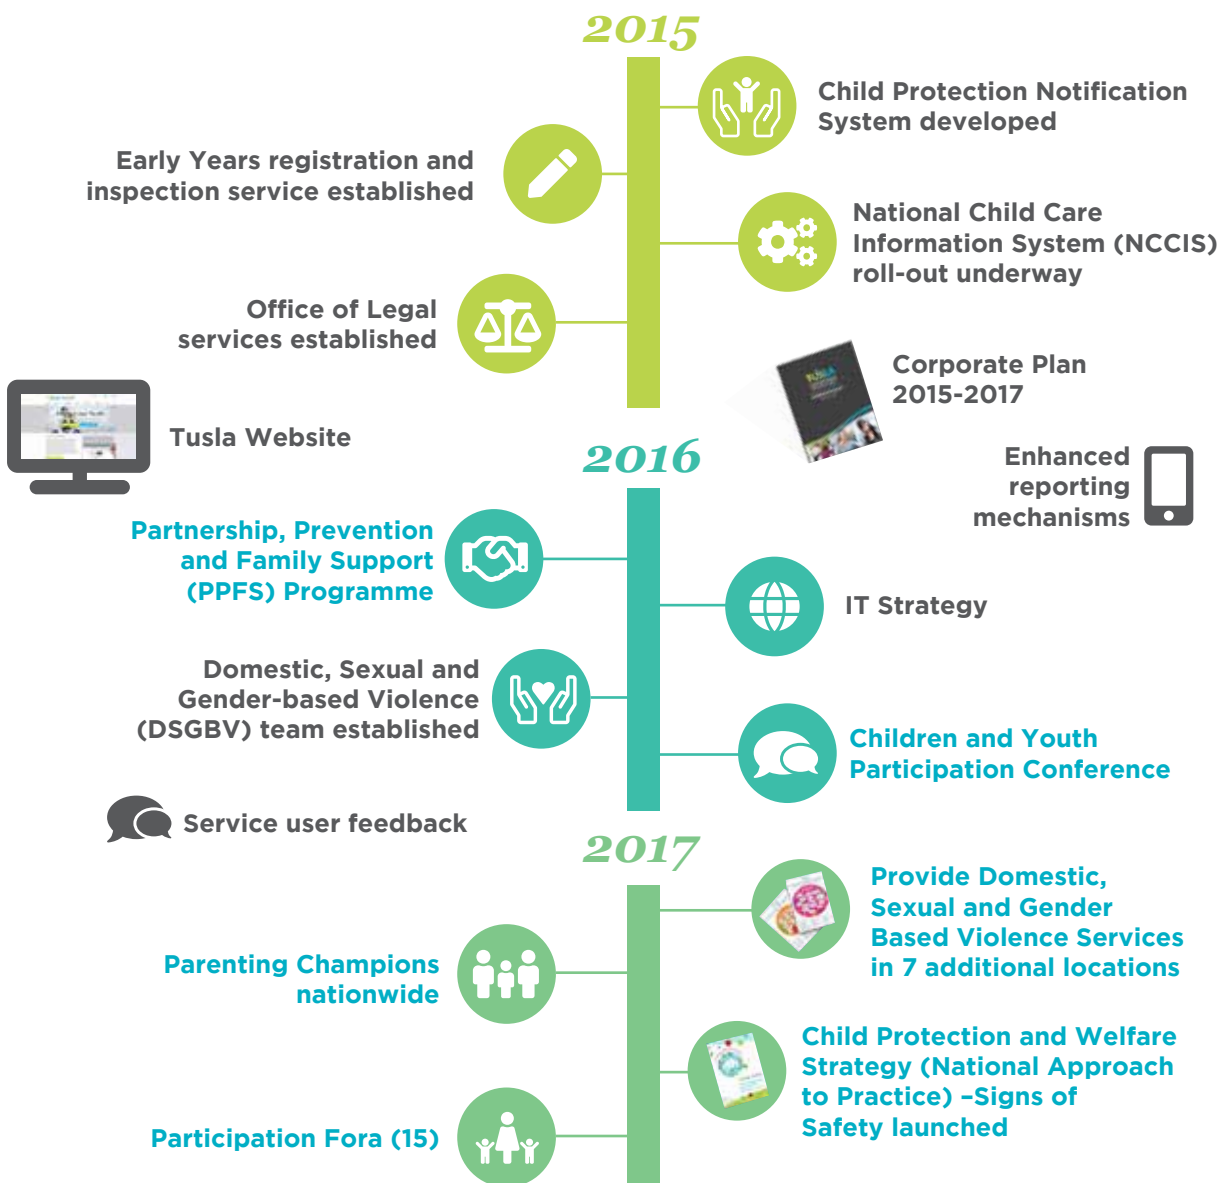 2015
Child Protection Notification
System developed
Early Years registration and
inspection service established
National Child Care
Information System (NCCIS)
roll-out underway
Office of Legal
services established
Corporate Plan
2015-2017
Tusla Website
2016
Enhanced
reporting
mechanisms
Partnership, Prevention
and Family Support
(PPFS) Programme
IT Strategy
Domestic, Sexual and
Gender-based Violence
(DSGBV) team established
Children and Youth
Participation Conference
Service user feedback
2017
Provide Domestic,
Sexual and Gender
Based Violence Services
in 7 additional locations
Parenting Champions
nationwide
Child Protection and Welfare
Strategy (National Approach
to Practice) –Signs of
Safety launched
Participation Fora (15)